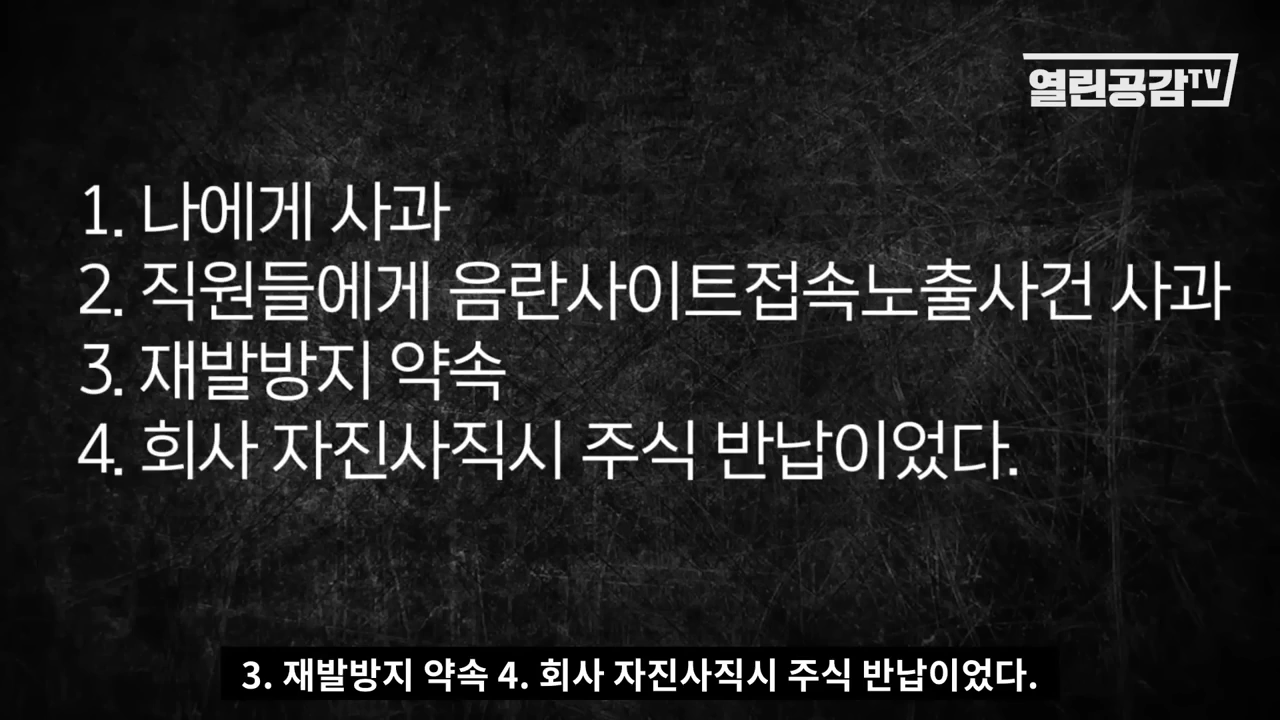 열린공감TV
1. 나에게 사과
2. 직원들에게 음란사이트접속노출사건 사과
3. 재발방지 약속
4. 회사 자진사직시 주식 반납이었다.
3. 재발방지 약속 4. 회사 자진사직시 주식 반납이었다.